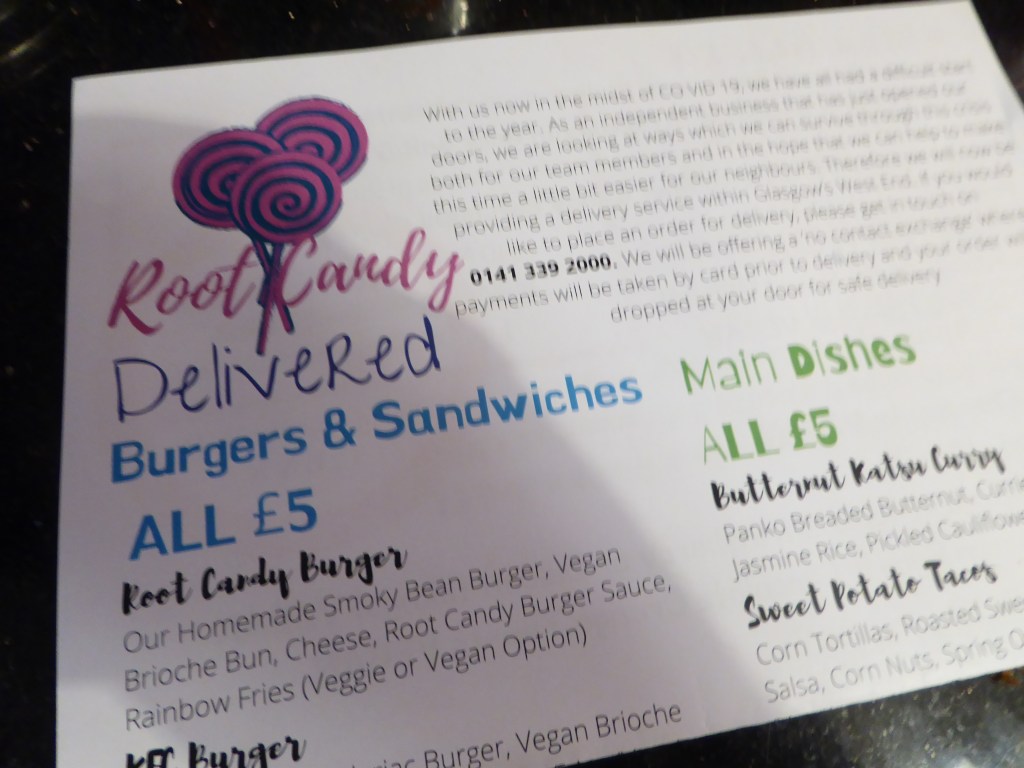 With us now in the midst of CO VID 19, we have all had a difficult start
to the year. As an independent business that has just opened our
doors, we are looking at ways which we can survive through this crisis
both for our team members and in the hope that we can help to make
this time a little bit easier for our neighbours. Therefore we will now be
providing a delivery service within Glasgow's West End. If you would
like to place an order for delivery, please get in touch on
0141 339 2000. We will be offering a 'no contact exchange' where
payments will be taken by card prior to delivery and your order will
dropped at your door for safe delivery
Root Candy
Delivered
Burgers & Sandwiches
ALL £5
Root Candy Burger
Our Homemade Smoky Bean Burger, Vegan
Brioche Bun, Cheese, Root Candy Burger Sauce,
Rainbow Fries (Veggie or Vegan Option)
KFC Burger
Burger, Vegan Brioche
Main Dishes
ALL £5
Butternut Katsu Curry
Panko Breaded Butternut,
Jasmine Rice, Pickled
Sweet Potato Tacos
Corn Tortillas, Roasted
Salsa, Corn Nuts, Spring